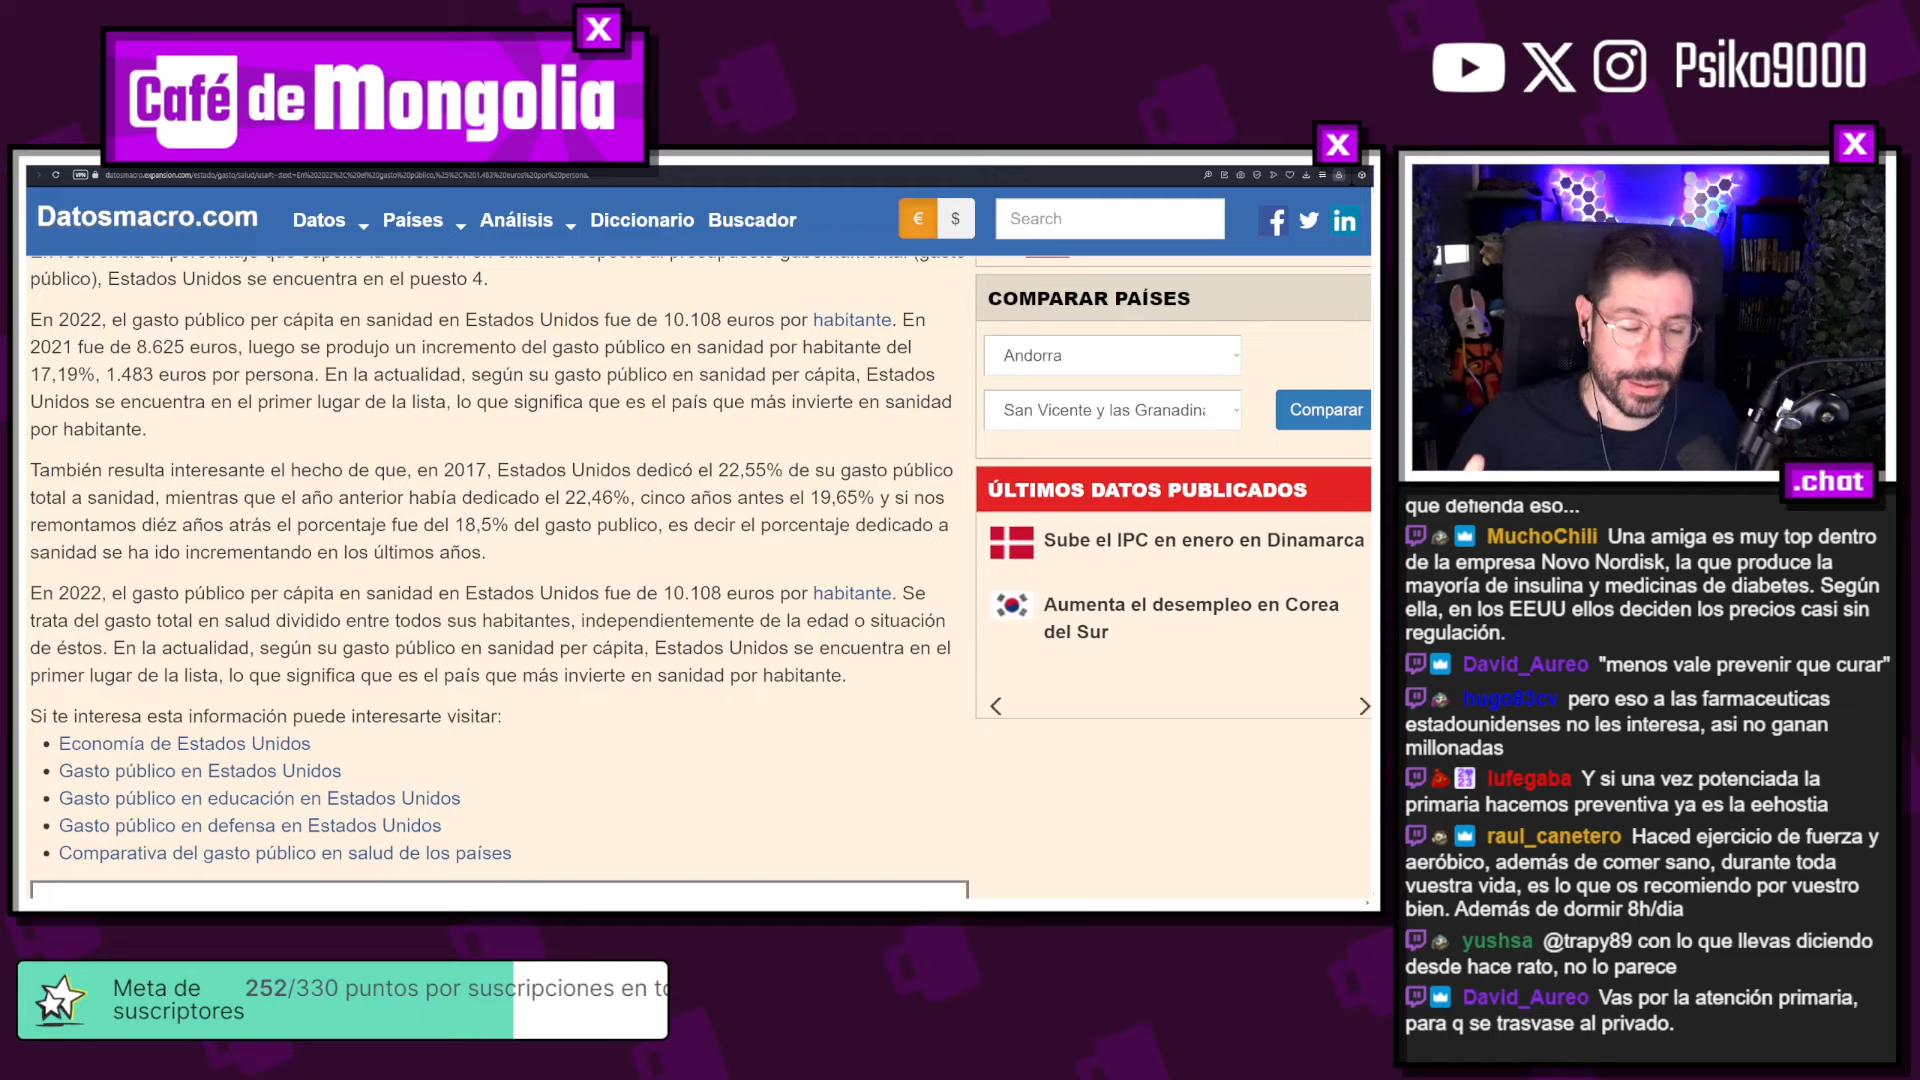 X
Café de Mongolia
Psiko9000
X
X
datosmacro.expansion.com/estado/gasto/salud/usa
Datosmacro.com
Datos
Países
Análisis
Diccionario
Buscador
€
$
Search
público), Estados Unidos se encuentra en el puesto 4.
En 2022, el gasto público per cápita en sanidad en Estados Unidos fue de 10.108 euros por habitante. En
2021 fue de 8.625 euros, luego se produjo un incremento del gasto público en sanidad por habitante del
17,19%, 1.483 euros por persona. En la actualidad, según su gasto público en sanidad per cápita, Estados
Unidos se encuentra en el primer lugar de la lista, lo que significa que es el país que más invierte en sanidad
por habitante.
También resulta interesante el hecho de que, en 2017, Estados Unidos dedicó el 22,55% de su gasto público
total a sanidad, mientras que el año anterior había dedicado el 22,46%, cinco años antes el 19,65% y si nos
remontamos diéz años atrás el porcentaje fue del 18,5% del gasto publico, es decir el porcentaje dedicado a
sanidad se ha ido incrementando en los últimos años.
En 2022, el gasto público per cápita en sanidad en Estados Unidos fue de 10.108 euros por habitante. Se
trata del gasto total en salud dividido entre todos sus habitantes, independientemente de la edad o situación
de éstos. En la actualidad, según su gasto público en sanidad per cápita, Estados Unidos se encuentra en el
primer lugar de la lista, lo que significa que es el país que más invierte en sanidad por habitante.
Si te interesa esta información puede interesarte visitar:
Economía de Estados Unidos
Gasto público en Estados Unidos
Gasto público en educación en Estados Unidos
Gasto público en defensa en Estados Unidos
Comparativa del gasto público en salud de los países
COMPARAR PAÍSES
Andorra
San Vicente y las Granadina
Comparar
ÚLTIMOS DATOS PUBLICADOS
Sube el IPC en enero en Dinamarca
Aumenta el desempleo en Corea
del Sur
.chat
que defienda eso...
MuchoChili Una amiga es muy top dentro
de la empresa Novo Nordisk, la que produce la
mayoría de insulina y medicinas de diabetes. Según
ella, en los EEUU ellos deciden los precios casi sin
regulación.
David_Aureo "menos vale prevenir que curar"
hugo83cv pero eso a las farmaceuticas
estadounidenses no les interesa, asi no ganan
millonadas
lufegaba Y si una vez potenciada la
primaria hacemos preventiva ya es la eehostia
raul_canetero Haced ejercicio de fuerza y
aeróbico, además de comer sano, durante toda
vuestra vida, es lo que os recomiendo por vuestro
bien. Además de dormir 8h/dia
yushsa @trapy89 con lo que llevas diciendo
desde hace rato, no lo parece
David_Aureo Vas por la atención primaria,
para q se trasvase al privado.
Meta de
suscriptores
252/330 puntos por suscripciones en to